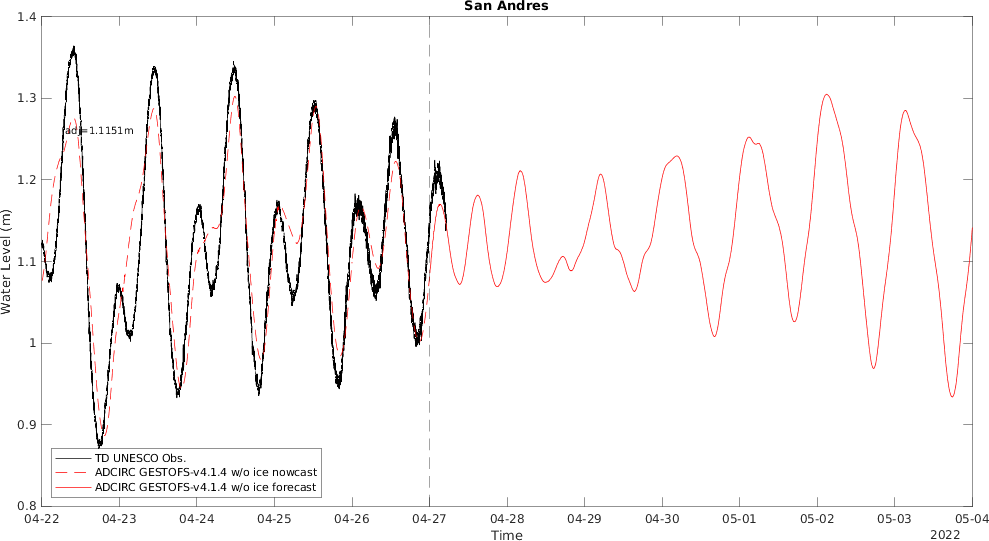 San Andres
1.4
1.3
1.2
1.1
1
0.9
0.8
Water Level (m)
adj=1.1151m
TD UNESCO Obs.
ADCIRC GESTOFS-v4.1.4 w/o ice nowcast
ADCIRC GESTOFS-v4.1.4 w/o ice forecast
04-22 04-23 04-24 04-25 04-26 04-27 04-28 04-29 04-30 05-01 05-02 05-03 05-04
Time
2022